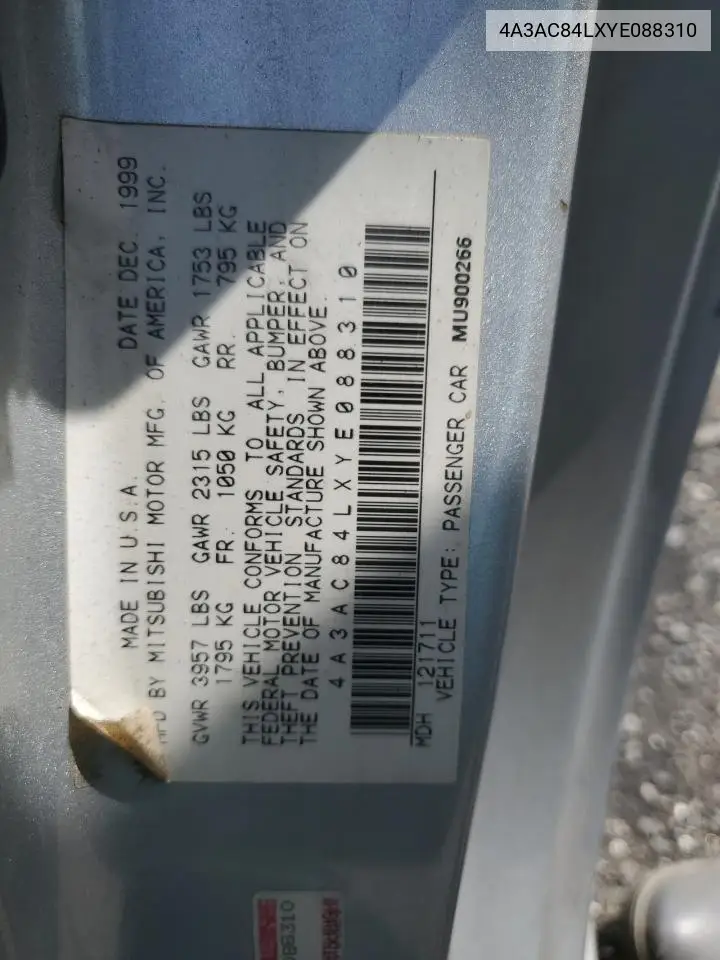 4A3AC84LXYE088310
MADE IN U.S.A. DATE DEC. 1999
MFD BY MITSUBISHI MOTOR MFG. OF AMERICA, INC.
GVWR 3957 LBS GAWR 2315 LBS GAWR 1753 LBS
1795 KG FR. 1050 KG RR. 795 KG
THIS VEHICLE CONFORMS TO ALL APPLICABLE
FEDERAL MOTOR VEHICLE SAFETY, BUMPER, AND
THEFT PREVENTION STANDARDS IN EFFECT ON
THE DATE OF MANUFACTURE SHOWN ABOVE.
4A3AC84LXYE088310
MDH 121711
VEHICLE TYPE: PASSENGER CAR MU900266
088310